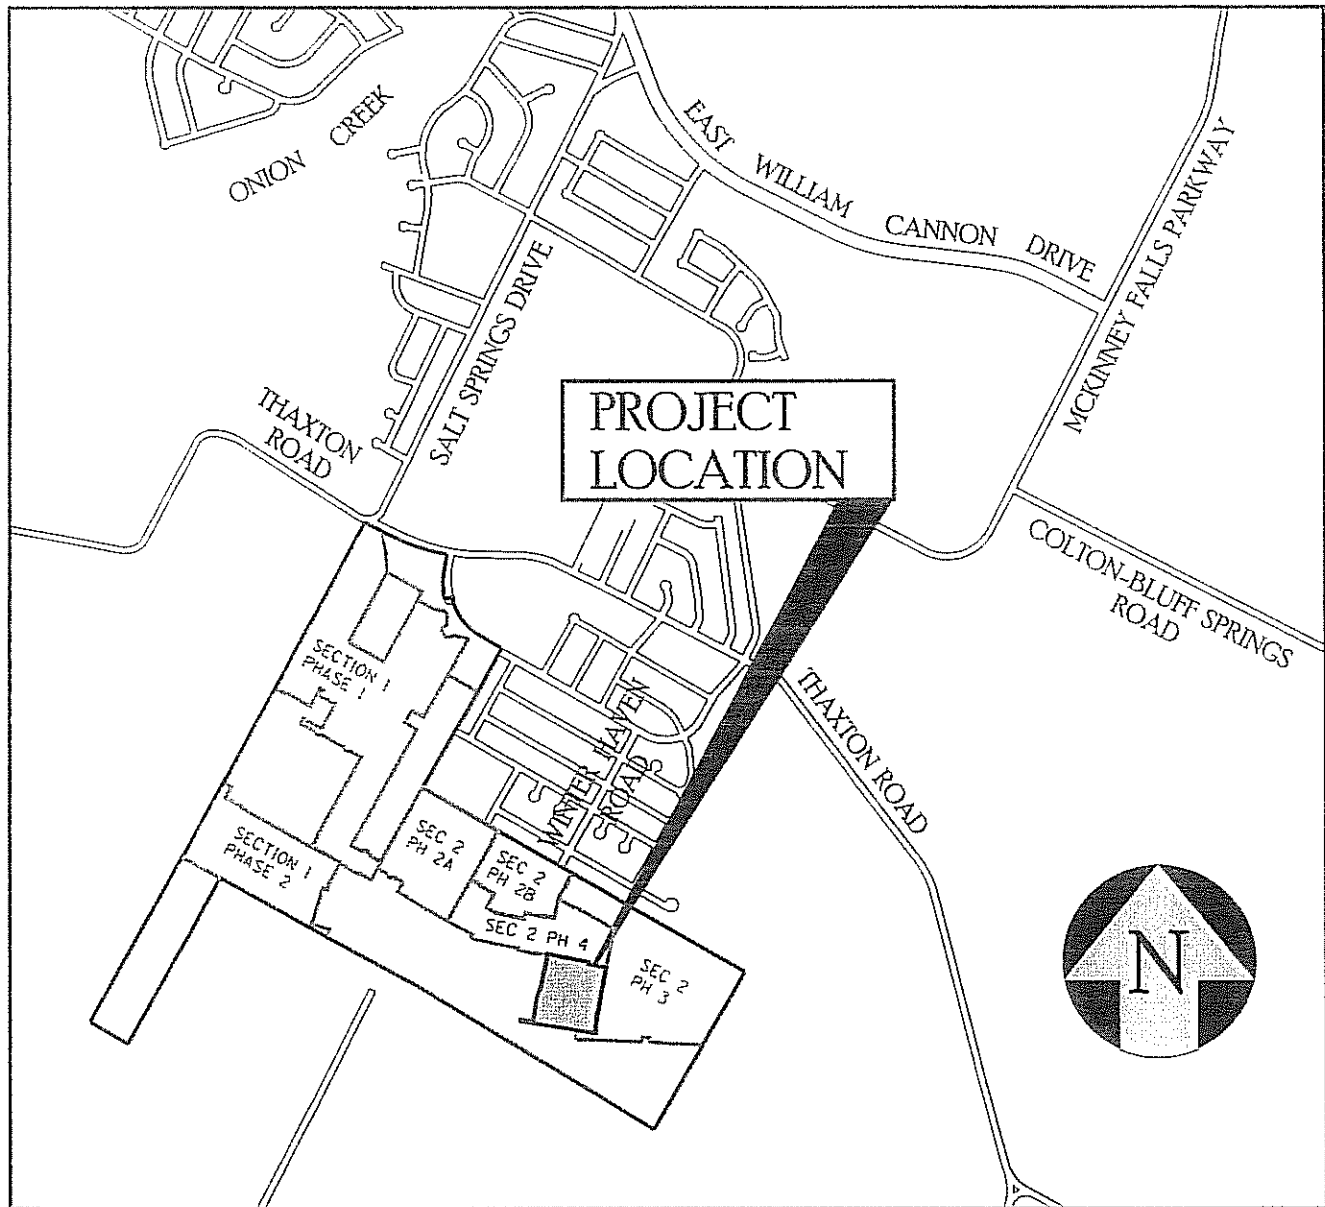 ONION CREEK
EAST WILLIAM CANNON DRIVE
MCKINNEY FALLS PARKWAY
SALT SPRINGS DRIVE
THAXTON
ROAD
PROJECT
LOCATION
COLTON-BLUFF SPRINGS
ROAD
SECTION 1
PHASE 1
WINTER HAVEN
ROAD
THAXTON ROAD
SECTION 1
PHASE 2
SEC 2
PH 2A
SEC 2
PH 2B
SEC 2 PH 4
SEC 2
PH 3
N